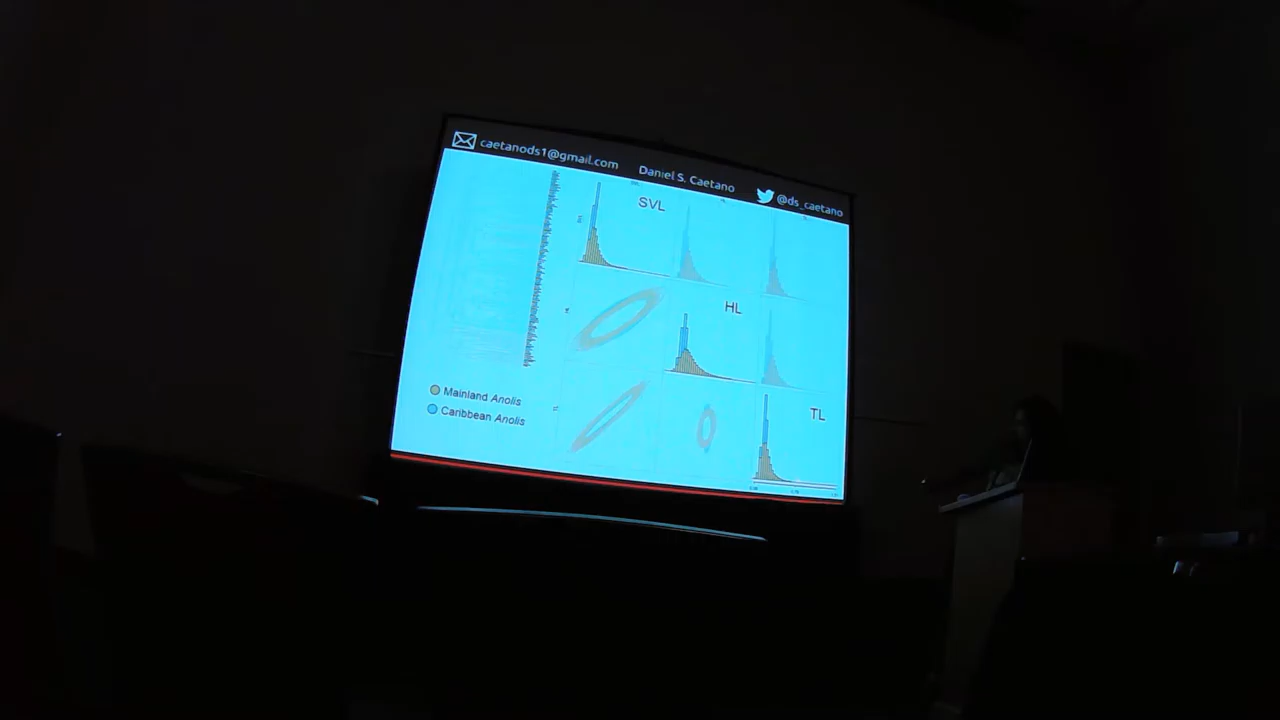 caetanods1@gmail.com
Daniel S. Caetano
@ds_caetano
SVL
HL
TL
Mainland Anolis
Caribbean Anolis